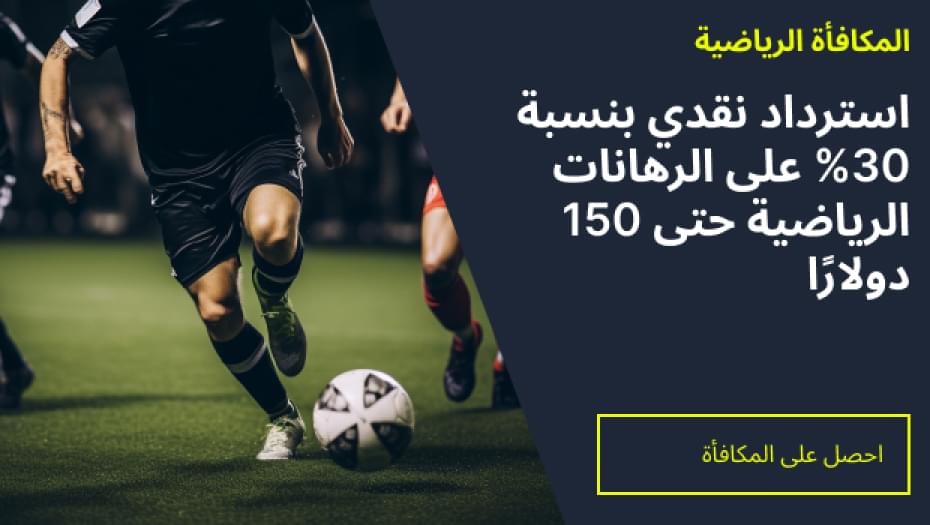 المكافأة الرياضية
استرداد نقدي بنسبة
30% على الرهانات
الرياضية حتى 150
دولارًا
احصل على المكافأة